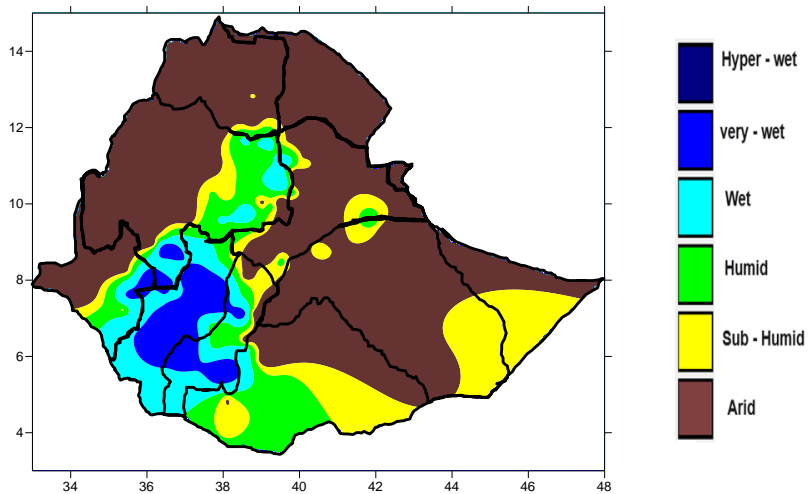 14
12
10
8
6
4
34 36 38 40 42 44 46 48
Hyper - wet
very - wet
Wet
Humid
Sub - Humid
Arid